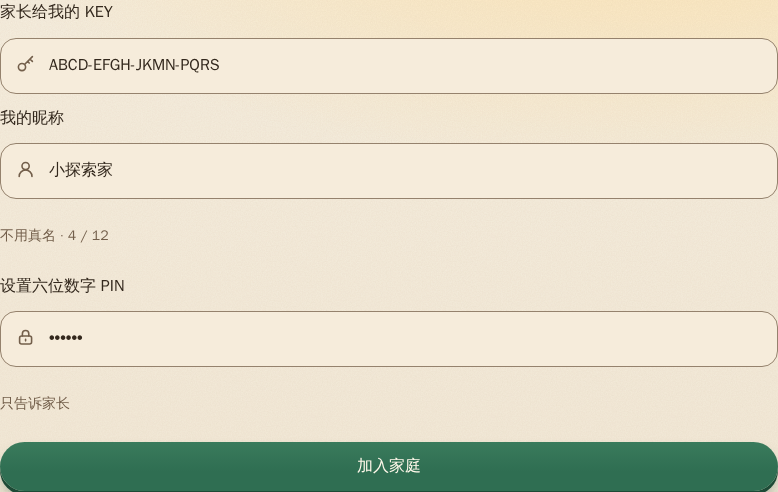 家长给我的 KEY
ABCD-EFGH-JKMN-PQRS
我的昵称
小探索家
不用真名 · 4 / 12
设置六位数字 PIN
••••••
只告诉家长
加入家庭